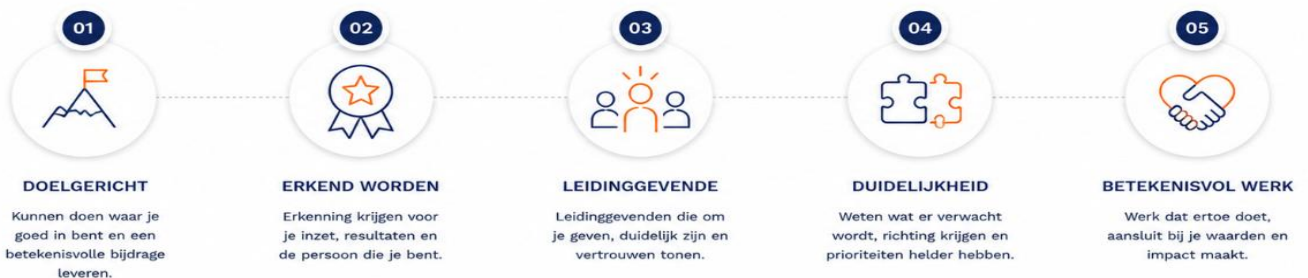 01
DOELGERICHT
Kunnen doen waar je
goed in bent en een
betekenisvolle bijdrage
leveren.
02
ERKEND WORDEN
Erkenning krijgen voor
je inzet, resultaten en
de persoon die je bent.
03
LEIDINGGEVENDE
Leidinggevenden die om
je geven, duidelijk zijn en
vertrouwen tonen.
04
DUIDELIJKHEID
Weten wat er verwacht
wordt, richting krijgen en
prioriteiten helder hebben.
05
BETEKENISVOL WERK
Werk dat ertoe doet,
aansluit bij je waarden en
impact maakt.